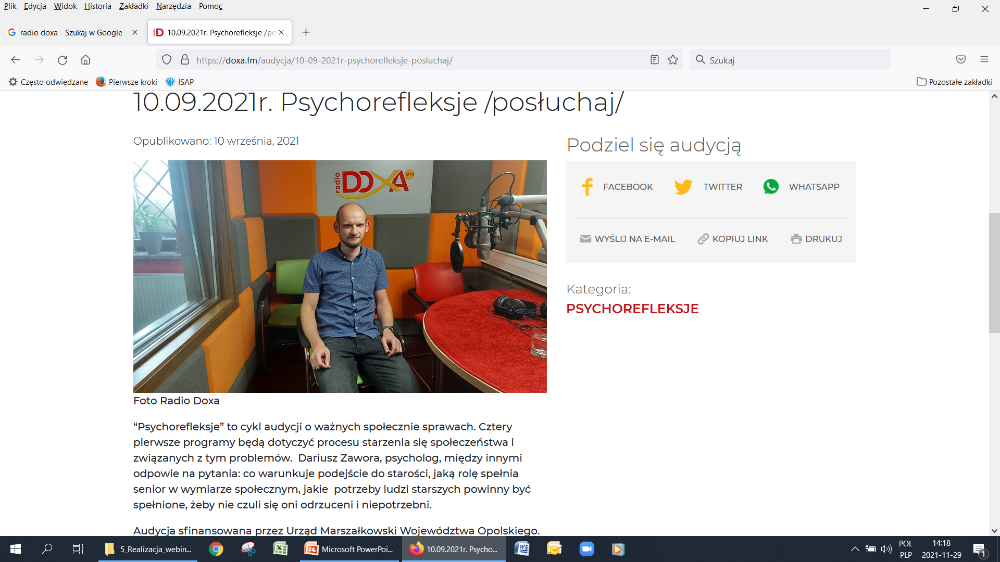 Plik Edycja Widok Historia Zakładki Narzędzia Pomoc
radio doxa - Szukaj w Google
10.09.2021r. Psychorefleksje /po
https://doxa.fm/audycja/10-09-2021r-psychorefleksje-posluchaj/
Szukaj
Często odwiedzane
Pierwsze kroki
ISAP
Pozostałe zakładki
10.09.2021r. Psychorefleksje /posłuchaj/
Opublikowano: 10 września, 2021
radio DOXA 107.9
Foto Radio Doxa
“Psychorefleksje” to cykl audycji o ważnych społecznie sprawach. Cztery
pierwsze programy będą dotyczyć procesu starzenia się społeczeństwa i
związanych z tym problemów.  Dariusz Zawora, psycholog, między innymi
odpowie na pytania: co warunkuje podejście do starości, jaką rolę spełnia
senior w wymiarze społecznym, jakie  potrzeby ludzi starszych powinny być
spełnione, żeby nie czuli się oni odrzuceni i niepotrzebni.
Audycja sfinansowana przez Urząd Marszałkowski Województwa Opolskiego.
Podziel się audycją
FACEBOOK
TWITTER
WHATSAPP
WYŚLIJ NA E-MAIL
KOPIUJ LINK
DRUKUJ
Kategoria:
PSYCHOREFLEKSJE
5_Realizacja_webin...
Microsoft PowerPoi...
10.09.2021r. Psycho...
POL
PLP
14:18
2021-11-29
1